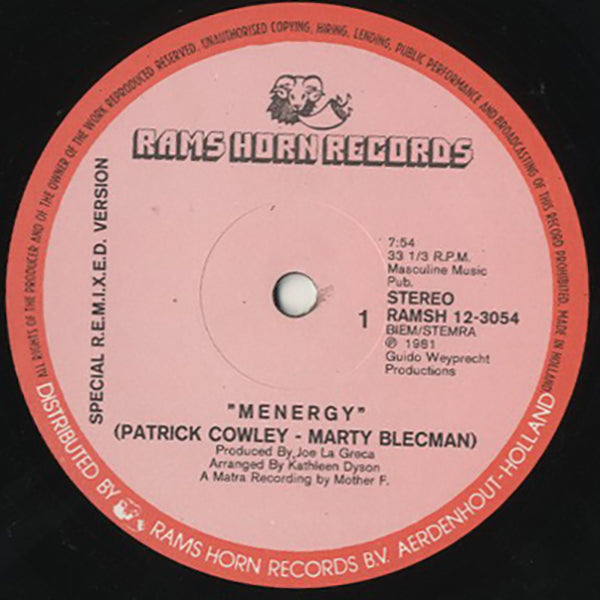 ALL RIGHTS OF THE PRODUCER AND OF THE OWNER OF THE WORK REPRODUCED RESERVED. UNAUTHORISED COPYING, HIRING, LENDING, PUBLIC PERFORMANCE AND BROADCASTING OF THIS RECORD PROHIBITED. MADE IN HOLLAND
RAMS HORN RECORDS
SPECIAL R.E.M.I.X.E.D. VERSION
7:54
33 1/3 R.P.M.
Masculine Music
Pub.
STEREO
RAMSH 12-3054
1
BIEM/STEMRA
℗ 1981
Guido Weyprecht
Productions
"MENERGY"
(PATRICK COWLEY - MARTY BLECMAN)
Produced By Joe La Greca
Arranged By Kathleen Dyson
A Matra Recording by Mother F.
DISTRIBUTED BY RAMS HORN RECORDS B.V. AERDENHOUT-HOLLAND